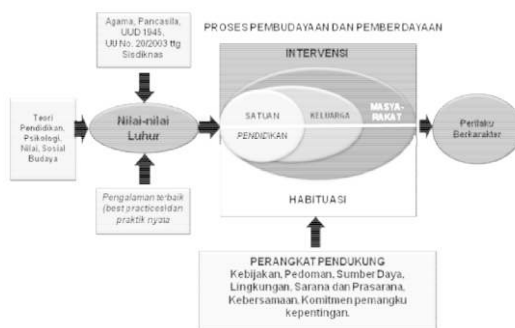 Agama, Pancasila,
UUD 1945,
UU No. 20/2003 ttg
Sisdiknas
PROSES PEMBUDAYAAN DAN PEMBERDAYAAN
INTERVENSI
Teori
Pendidikan,
Psikologi,
Nilai, Sosial
Budaya
Nilai-nilai
Luhur
SATUAN
PENDIDIKAN
KELUARGA
MASYA-
RAKAT
Perilaku
Berkarakter
Pengalaman terbaik
(best practices)dan
praktik nyata
HABITUASI
PERANGKAT PENDUKUNG
Kebijakan, Pedoman, Sumber Daya,
Lingkungan, Sarana dan Prasarana,
Kebersamaan, Komitmen pemangku
kepentingan.